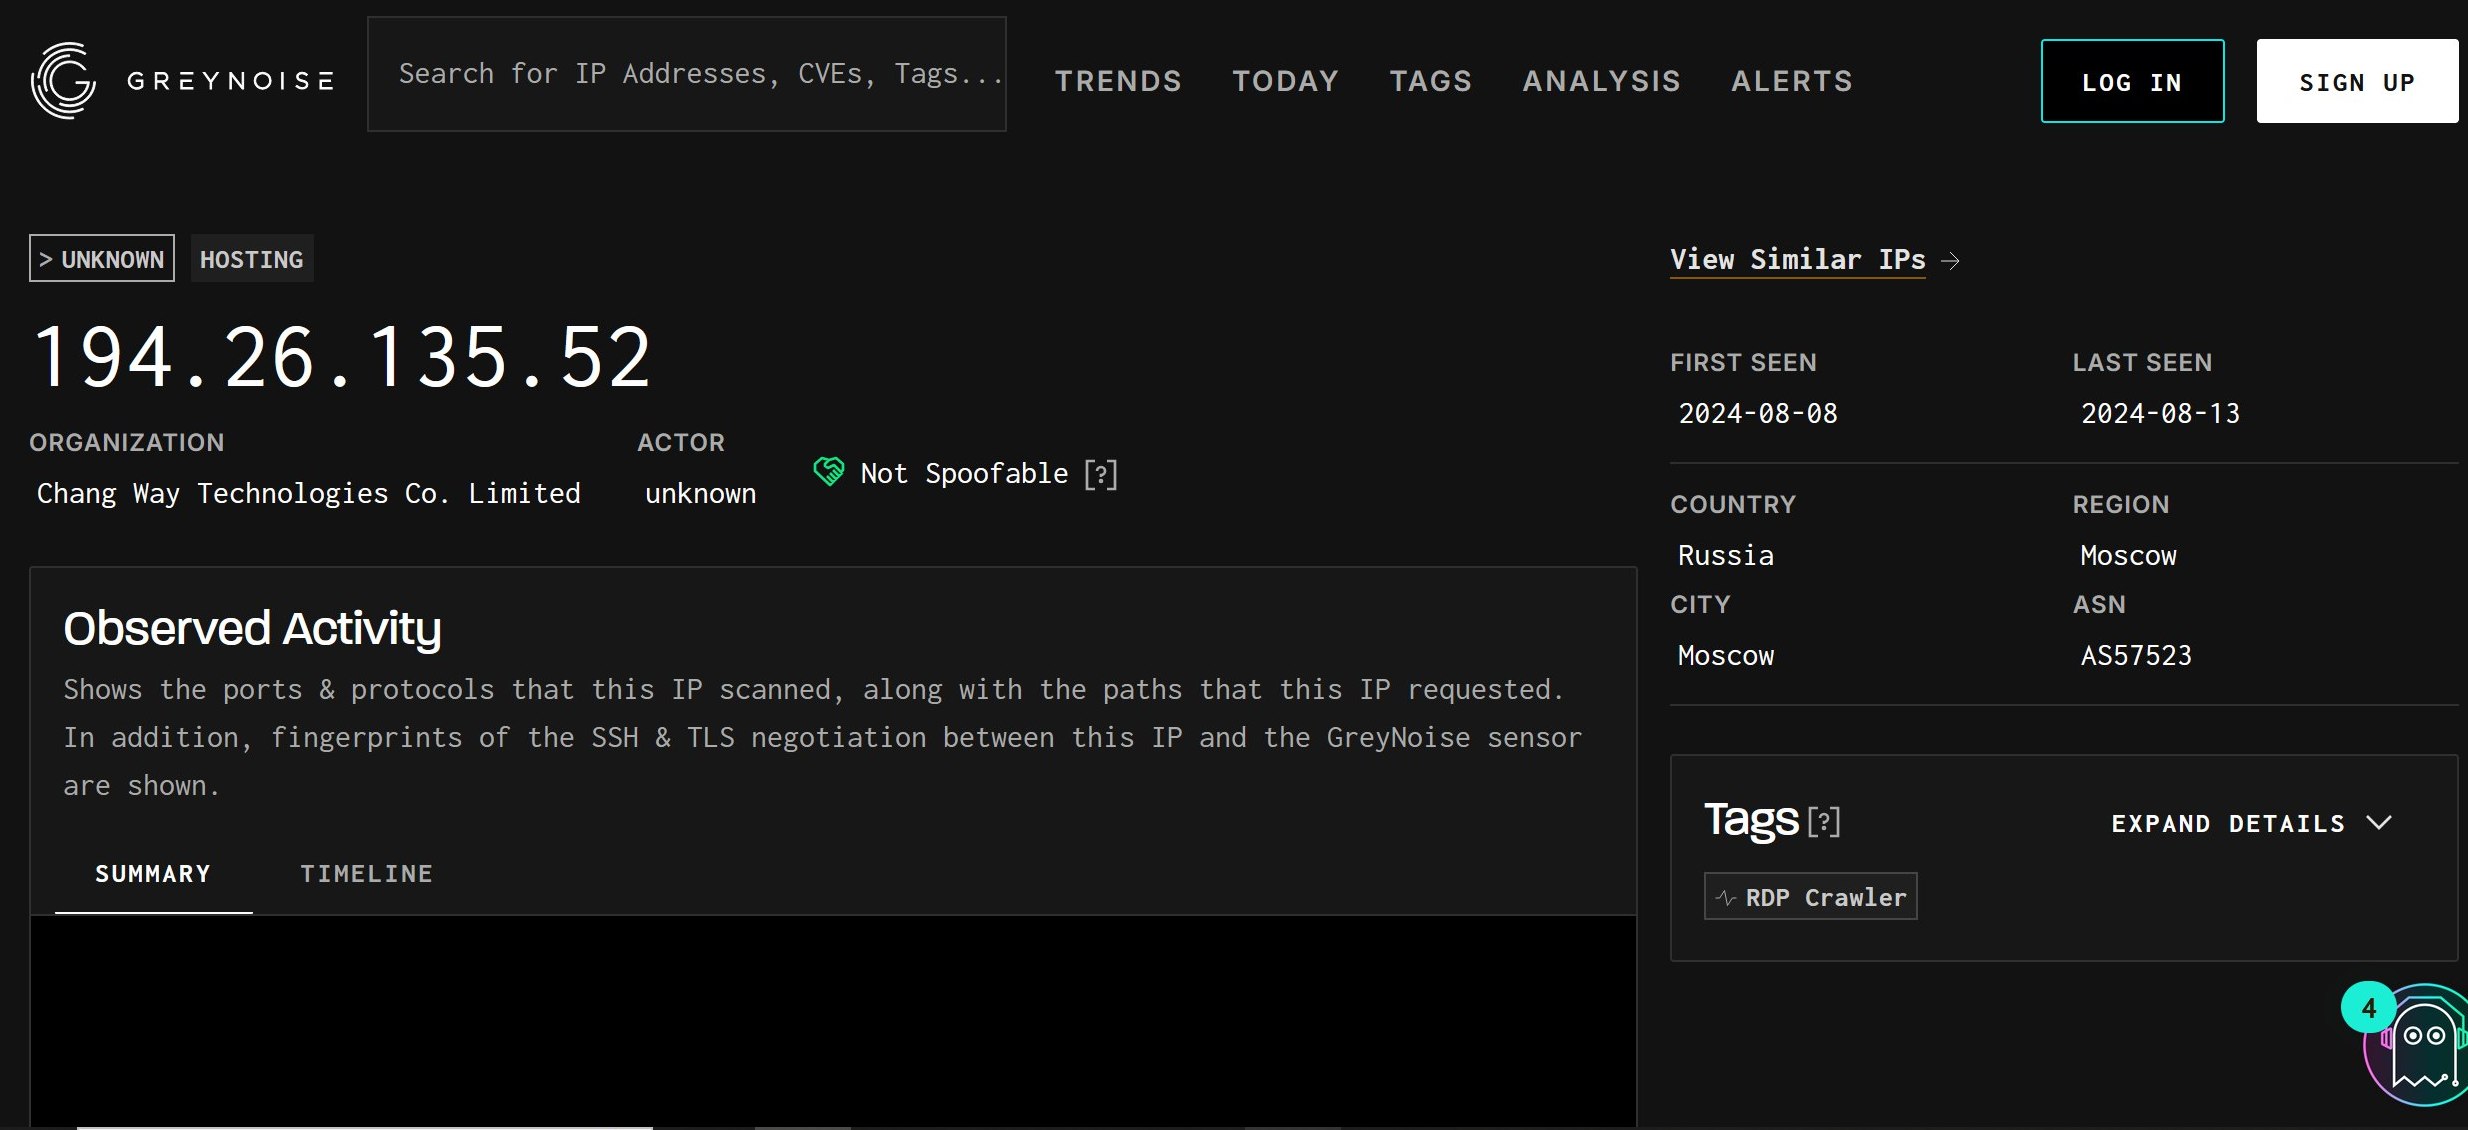 GREYNOISE
Search for IP Addresses, CVEs, Tags...
TRENDS
TODAY
TAGS
ANALYSIS
ALERTS
LOG IN
SIGN UP
> UNKNOWN
HOSTING
194.26.135.52
ORGANIZATION
Chang Way Technologies Co. Limited
ACTOR
unknown
Not Spoofable [?]
Observed Activity
Shows the ports & protocols that this IP scanned, along with the paths that this IP requested.
In addition, fingerprints of the SSH & TLS negotiation between this IP and the GreyNoise sensor
are shown.
SUMMARY
TIMELINE
View Similar IPs →
FIRST SEEN
2024-08-08
LAST SEEN
2024-08-13
COUNTRY
Russia
REGION
Moscow
CITY
Moscow
ASN
AS57523
Tags [?]
EXPAND DETAILS
RDP Crawler
4